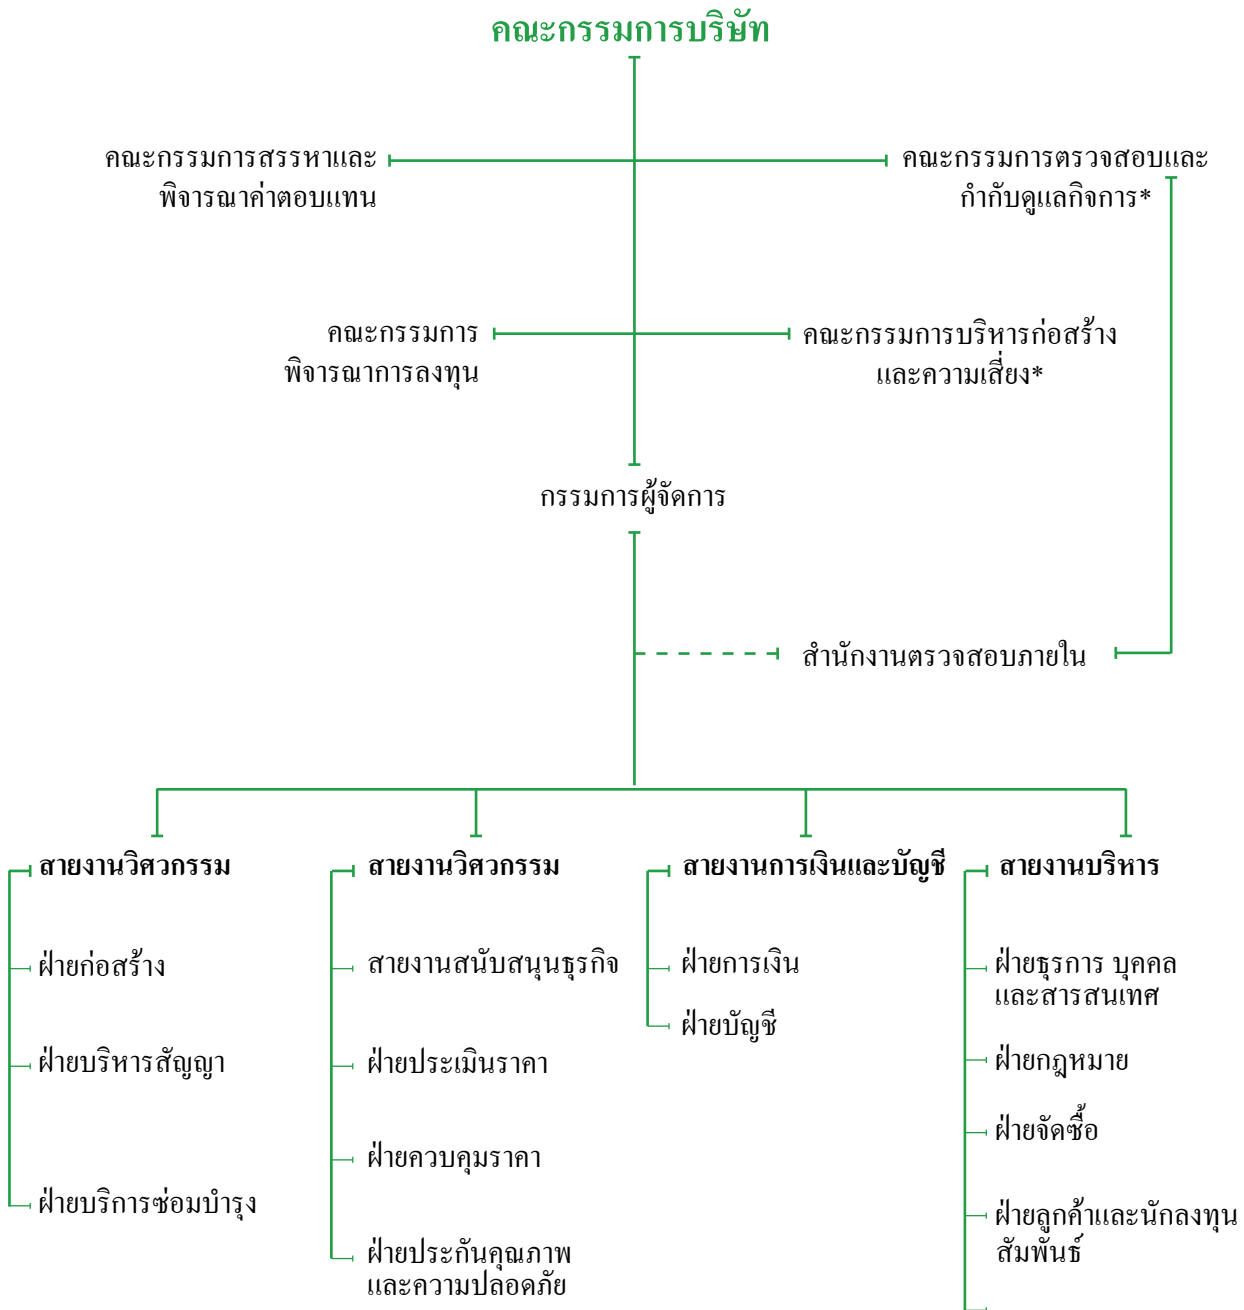 คณะกรรมการบริษัท
คณะกรรมการสรรหาและ
พิจารณาค่าตอบแทน
คณะกรรมการตรวจสอบและ
กำกับดูแลกิจการ*
คณะกรรมการ
พิจารณาการลงทุน
คณะกรรมการบริหารก่อสร้าง
และความเสี่ยง*
กรรมการผู้จัดการ
สำนักงานตรวจสอบภายใน
สายงานวิศวกรรม
ฝ่ายก่อสร้าง
ฝ่ายบริหารสัญญา
ฝ่ายบริการซ่อมบำรุง
สายงานวิศวกรรม
สายงานสนับสนุนธุรกิจ
ฝ่ายประเมินราคา
ฝ่ายควบคุมราคา
ฝ่ายประกันคุณภาพ
และความปลอดภัย
สายงานการเงินและบัญชี
ฝ่ายการเงิน
ฝ่ายบัญชี
สายงานบริหาร
ฝ่ายธุรการ บุคคล
และสารสนเทศ
ฝ่ายกฎหมาย
ฝ่ายจัดซื้อ
ฝ่ายลูกค้าและนักลงทุน
สัมพันธ์